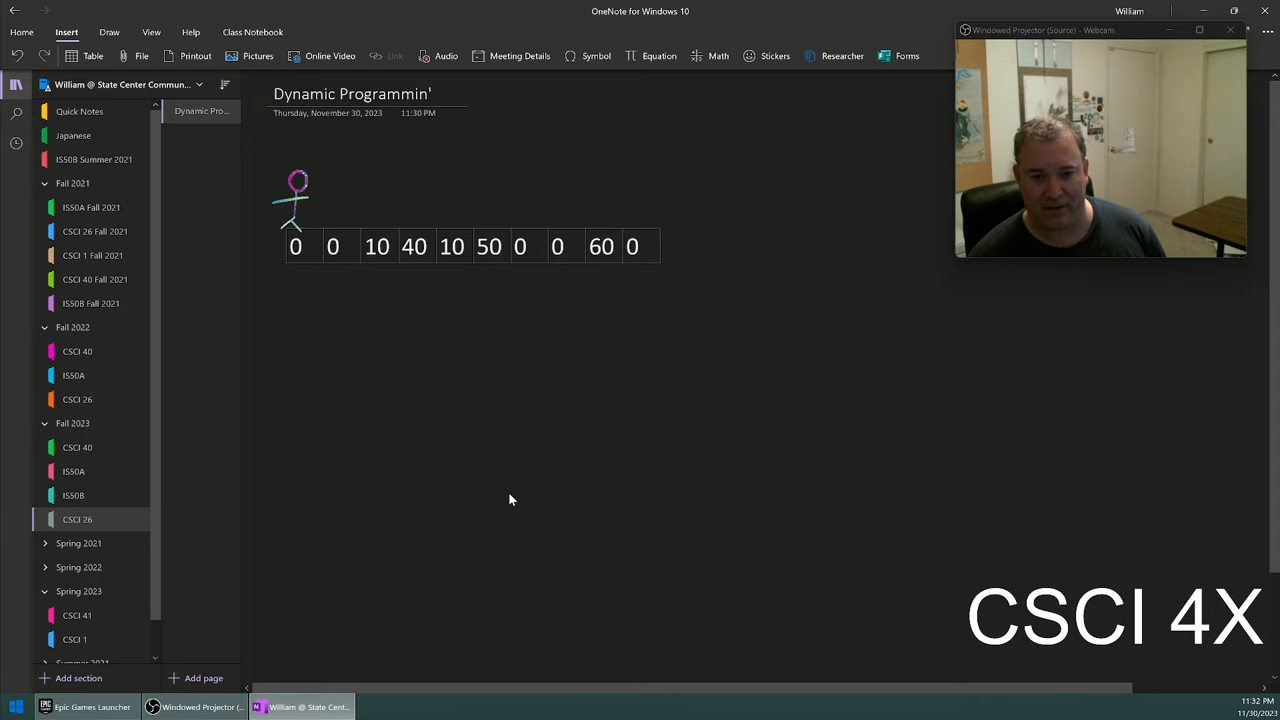 OneNote for Windows 10
William
Home Insert Draw View Help Class Notebook
Table File Printout Pictures Online Video Link Audio Meeting Details Symbol Equation Math Stickers Researcher Forms
Windowed Projector (Source) - Webcam
William @ State Center Commun...
Quick Notes
Japanese
IS50B Summer 2021
Fall 2021
IS50A Fall 2021
CSCI 26 Fall 2021
CSCI 1 Fall 2021
CSCI 40 Fall 2021
IS50B Fall 2021
Fall 2022
CSCI 40
IS50A
CSCI 26
Fall 2023
CSCI 40
IS50A
IS50B
CSCI 26
Spring 2021
Spring 2022
Spring 2023
CSCI 41
CSCI 1
Summer 2021
Add section
Dynamic Pro...
Add page
Dynamic Programmin'
Thursday, November 30, 2023 11:30 PM
0 0 10 40 10 50 0 0 60 0
CSCI 4X
Epic Games Launcher
Windowed Projector (...
William @ State Cent...
11:32 PM
11/30/2023